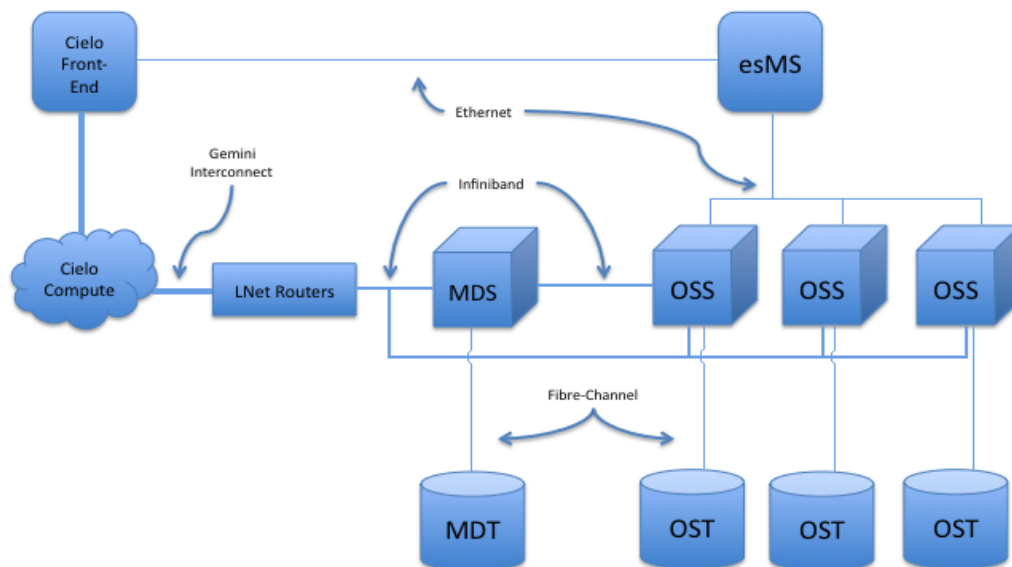 Cielo
Front-
End
esMS
Ethernet
Gemini
Interconnect
Infiniband
Cielo
Compute
LNet Routers
MDS
OSS
OSS
OSS
Fibre-Channel
MDT
OST
OST
OST